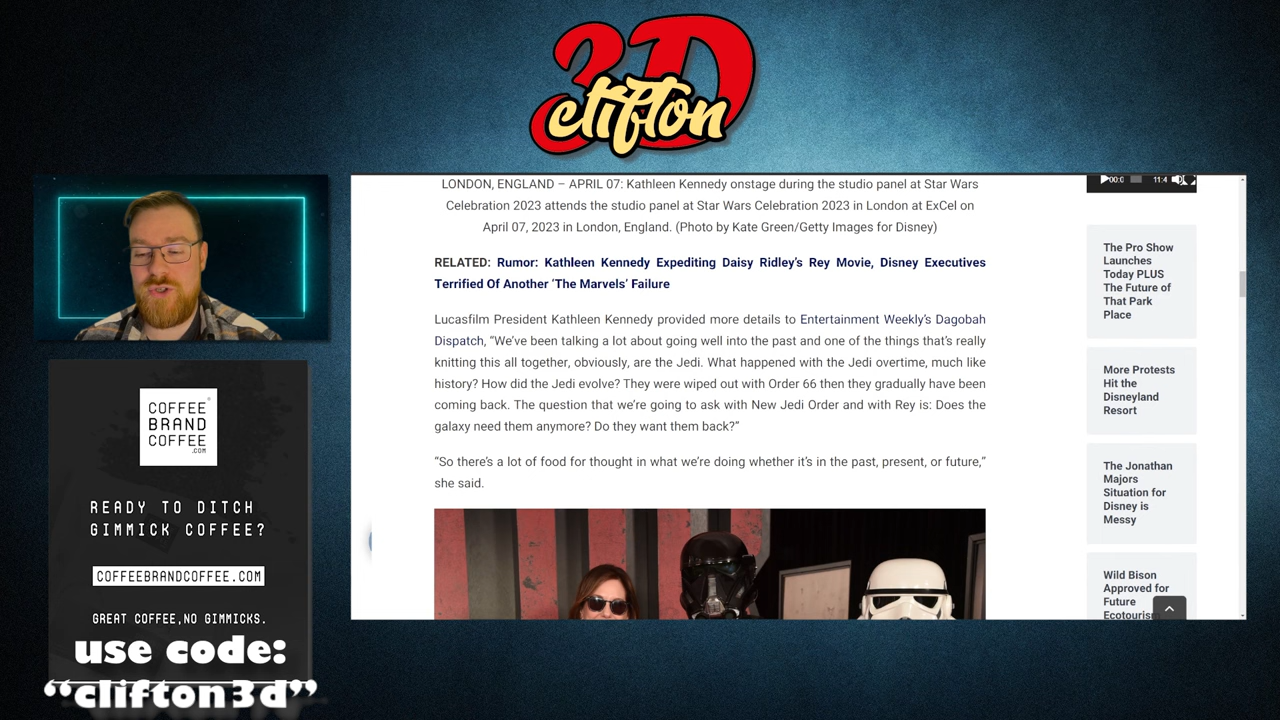 3D
clifton
LONDON, ENGLAND – APRIL 07: Kathleen Kennedy onstage during the studio panel at Star Wars
Celebration 2023 attends the studio panel at Star Wars Celebration 2023 in London at ExCel on
April 07, 2023 in London, England. (Photo by Kate Green/Getty Images for Disney)
RELATED: Rumor: Kathleen Kennedy Expediting Daisy Ridley’s Rey Movie, Disney Executives
Terrified Of Another ‘The Marvels’ Failure
Lucasfilm President Kathleen Kennedy provided more details to Entertainment Weekly’s Dagobah
Dispatch, “We’ve been talking a lot about going well into the past and one of the things that’s really
knitting this all together, obviously, are the Jedi. What happened with the Jedi overtime, much like
history? How did the Jedi evolve? They were wiped out with Order 66 then they gradually have been
coming back. The question that we’re going to ask with New Jedi Order and with Rey is: Does the
galaxy need them anymore? Do they want them back?”
“So there’s a lot of food for thought in what we’re doing whether it’s in the past, present, or future,”
she said.
11:4
The Pro Show
Launches
Today PLUS
The Future of
That Park
Place
More Protests
Hit the
Disneyland
Resort
The Jonathan
Majors
Situation for
Disney is
Messy
Wild Bison
Approved for
Future
Ecotourism
COFFEE
BRAND
COFFEE
.COM
READY TO DITCH
GIMMICK COFFEE?
COFFEEBRANDCOFFEE.COM
GREAT COFFEE,NO GIMMICKS.
use code:
“clifton3d”